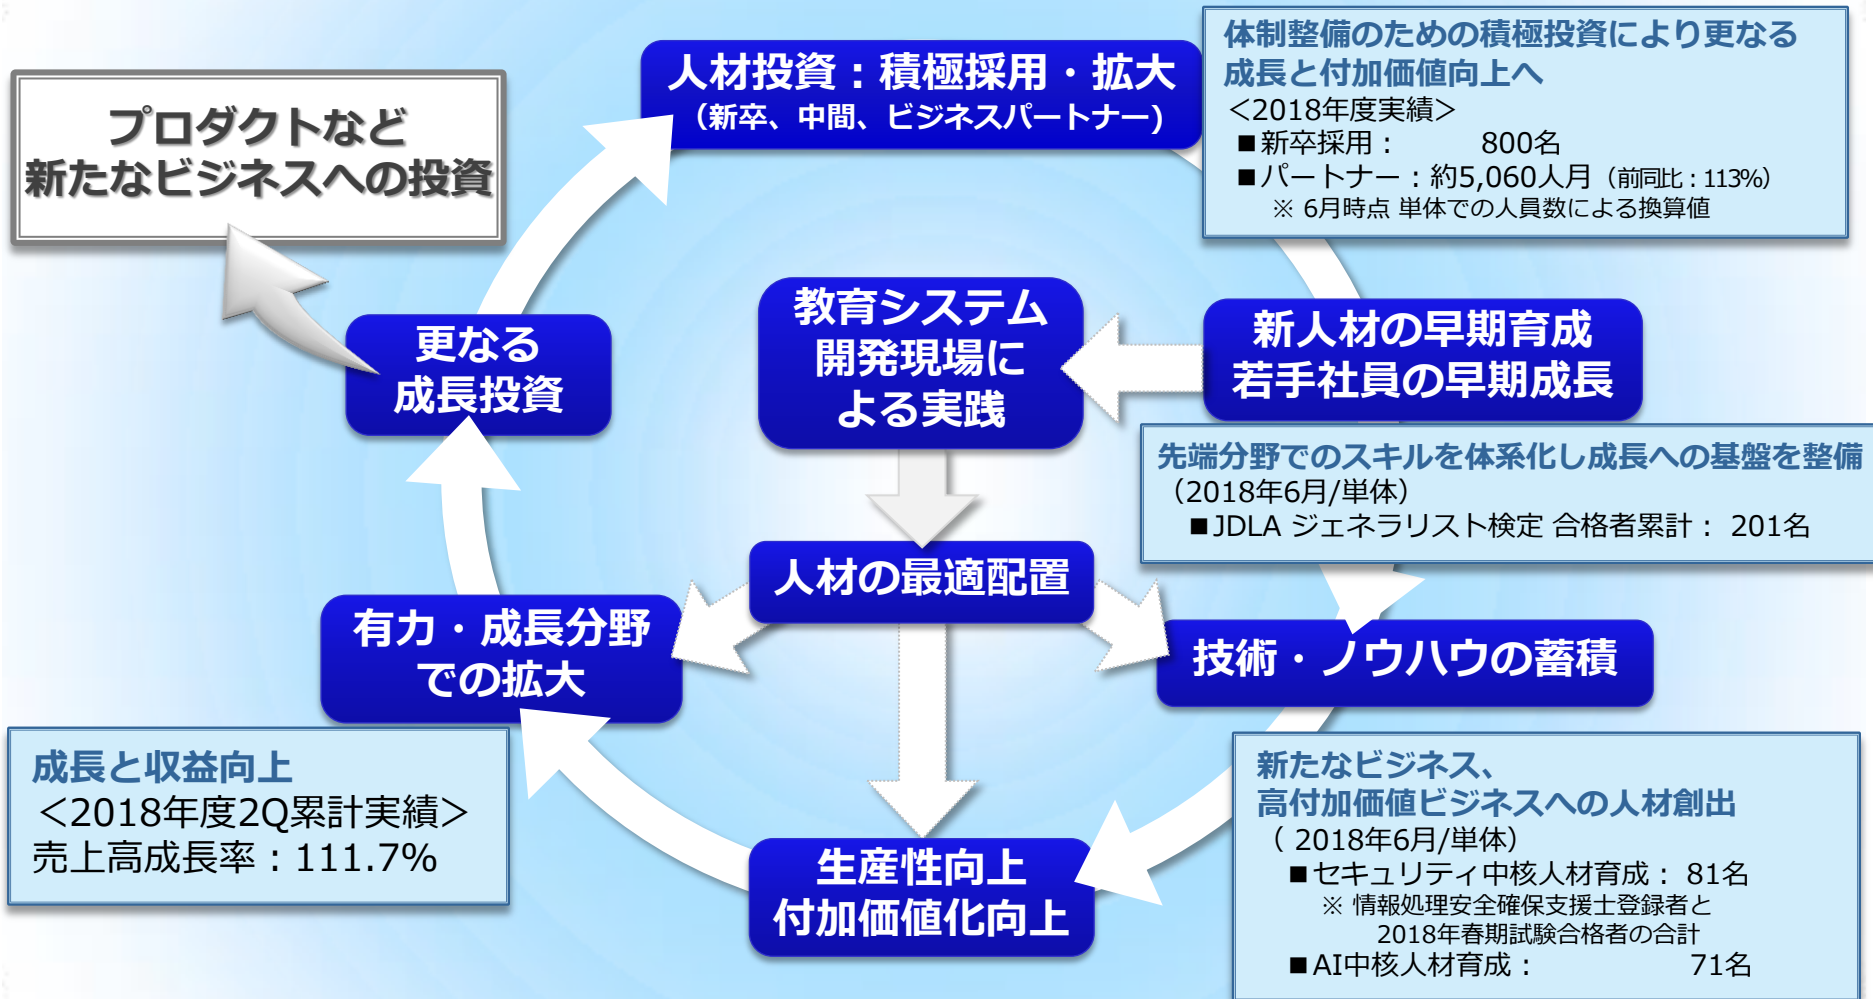 人材投資：積極採用・拡大
（新卒、中間、ビジネスパートナー）
体制整備のための積極投資により更なる
成長と付加価値向上へ
＜2018年度実績＞
■新卒採用： 800名
■パートナー：約5,060人月（前同比：113%）
※ 6月時点 単体での人員数による換算値
プロダクトなど
新たなビジネスへの投資
更なる
成長投資
教育システム
開発現場に
よる実践
新人材の早期育成
若手社員の早期成長
先端分野でのスキルを体系化し成長への基盤を整備
（2018年6月/単体）
■JDLA ジェネラリスト検定 合格者累計： 201名
人材の最適配置
有力・成長分野
での拡大
技術・ノウハウの蓄積
成長と収益向上
＜2018年度2Q累計実績＞
売上高成長率：111.7%
生産性向上
付加価値化向上
新たなビジネス、
高付加価値ビジネスへの人材創出
（ 2018年6月/単体）
■セキュリティ中核人材育成： 81名
※ 情報処理安全確保支援士登録者と
2018年春期試験合格者の合計
■AI中核人材育成： 71名